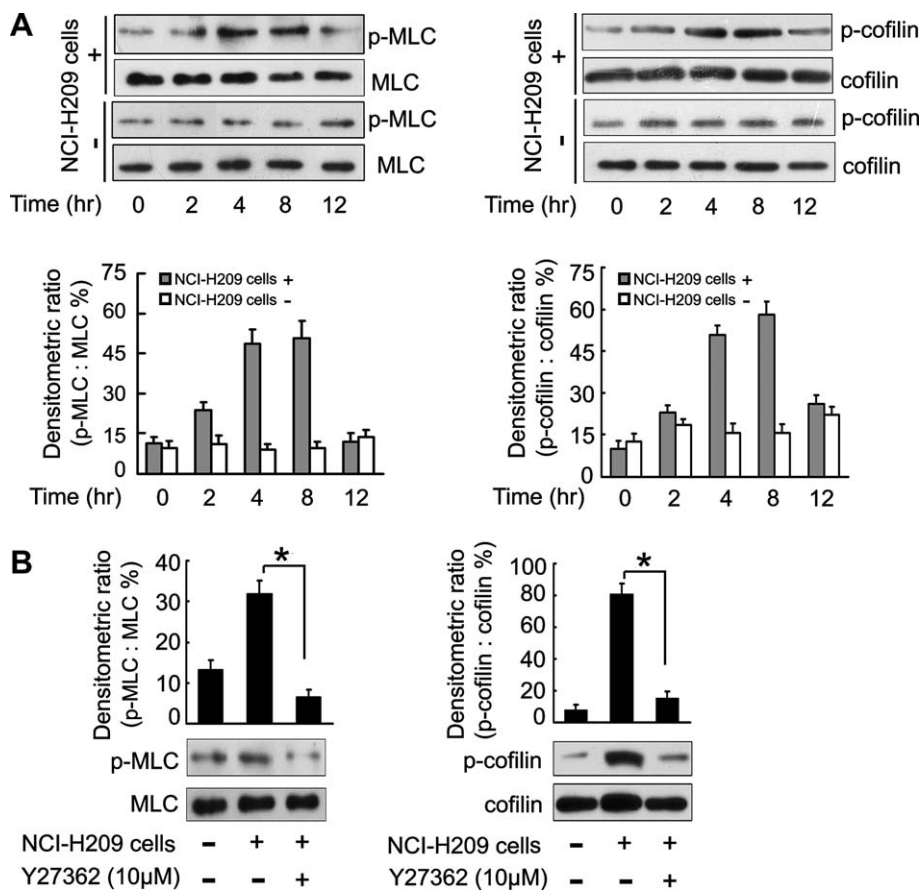 A
NCI-H209 cells
+
-
p-MLC
MLC
p-MLC
MLC
Time (hr) 0 2 4 8 12
NCI-H209 cells
+
-
p-cofilin
cofilin
p-cofilin
cofilin
Time (hr) 0 2 4 8 12
Densitometric ratio
(p-MLC : MLC %)
75
60
45
30
15
0
NCI-H209 cells +
NCI-H209 cells -
Time (hr) 0 2 4 8 12
Densitometric ratio
(p-cofilin : cofilin %)
75
60
45
30
15
0
NCI-H209 cells +
NCI-H209 cells -
Time (hr) 0 2 4 8 12
B
Densitometric ratio
(p-MLC : MLC %)
40
30
20
10
0
*
p-MLC
MLC
NCI-H209 cells - + +
Y27362 (10μM) - - +
Densitometric ratio
(p-cofilin : cofilin %)
100
80
60
40
20
0
*
p-cofilin
cofilin
NCI-H209 cells - + +
Y27362 (10μM) - - +